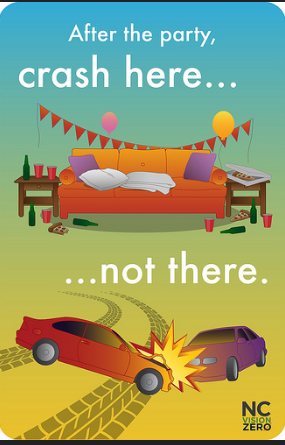 After the party,
crash here...
...not there.
NC
VISION
ZERO